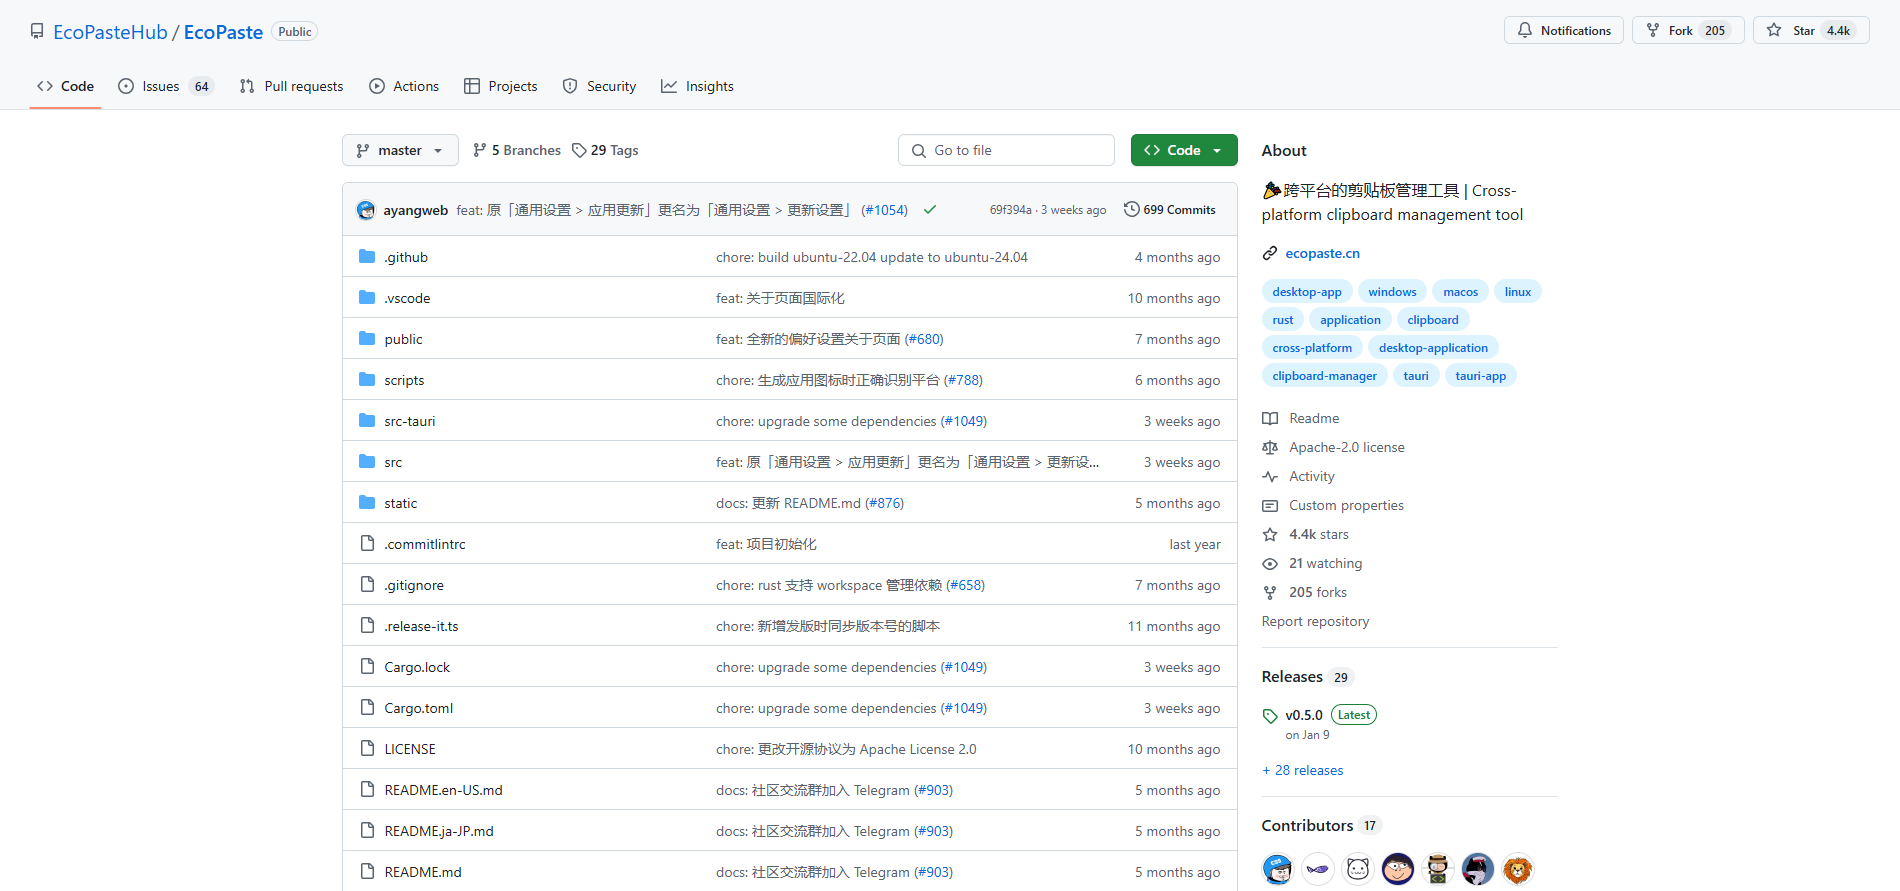 EcoPasteHub / EcoPaste Public
Notifications Fork 205 Star 4.4k
Code Issues 64 Pull requests Actions Projects Security Insights
master 5 Branches 29 Tags Go to file Code
ayangweb feat: 原「通用设置 > 应用更新」更名为「通用设置 > 更新设置」 (#1054) 69f394a · 3 weeks ago 699 Commits
.github chore: build ubuntu-22.04 update to ubuntu-24.04 4 months ago
.vscode feat: 关于页面国际化 10 months ago
public feat: 全新的偏好设置关于页面 (#680) 7 months ago
scripts chore: 生成应用图标时正确识别平台 (#788) 6 months ago
src-tauri chore: upgrade some dependencies (#1049) 3 weeks ago
src feat: 原「通用设置 > 应用更新」更名为「通用设置 > 更新设... 3 weeks ago
static docs: 更新 README.md (#876) 5 months ago
.commitlintrc feat: 项目初始化 last year
.gitignore chore: rust 支持 workspace 管理依赖 (#658) 7 months ago
.release-it.ts chore: 新增发版时同步版本号的脚本 11 months ago
Cargo.lock chore: upgrade some dependencies (#1049) 3 weeks ago
Cargo.toml chore: upgrade some dependencies (#1049) 3 weeks ago
LICENSE chore: 更改开源协议为 Apache License 2.0 10 months ago
README.en-US.md docs: 社区交流群加入 Telegram (#903) 5 months ago
README.ja-JP.md docs: 社区交流群加入 Telegram (#903) 5 months ago
README.md docs: 社区交流群加入 Telegram (#903) 5 months ago
About
🎉跨平台的剪贴板管理工具 | Cross-
platform clipboard management tool
ecopaste.cn
desktop-app windows macos linux
rust application clipboard
cross-platform desktop-application
clipboard-manager tauri tauri-app
Readme
Apache-2.0 license
Activity
Custom properties
4.4k stars
21 watching
205 forks
Report repository
Releases 29
v0.5.0 Latest
on Jan 9
+ 28 releases
Contributors 17